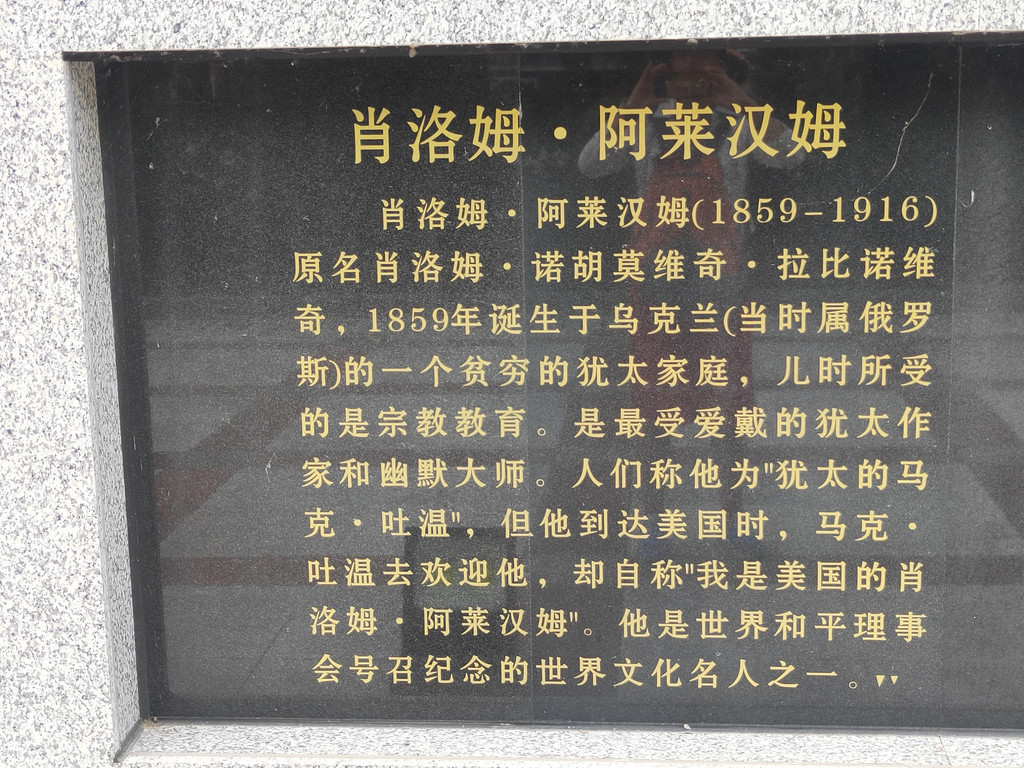 肖洛姆·阿莱汉姆
肖洛姆·阿莱汉姆(1859-1916)
原名肖洛姆·诺胡莫维奇·拉比诺维
奇，1859年诞生于乌克兰(当时属俄罗
斯)的一个贫穷的犹太家庭，儿时所受
的是宗教教育。是最受爱戴的犹太作
家和幽默大师。人们称他为"犹太的马
克·吐温"，但他到达美国时，马克·
吐温去欢迎他，却自称"我是美国的肖
洛姆·阿莱汉姆"。他是世界和平理事
会号召纪念的世界文化名人之一。"